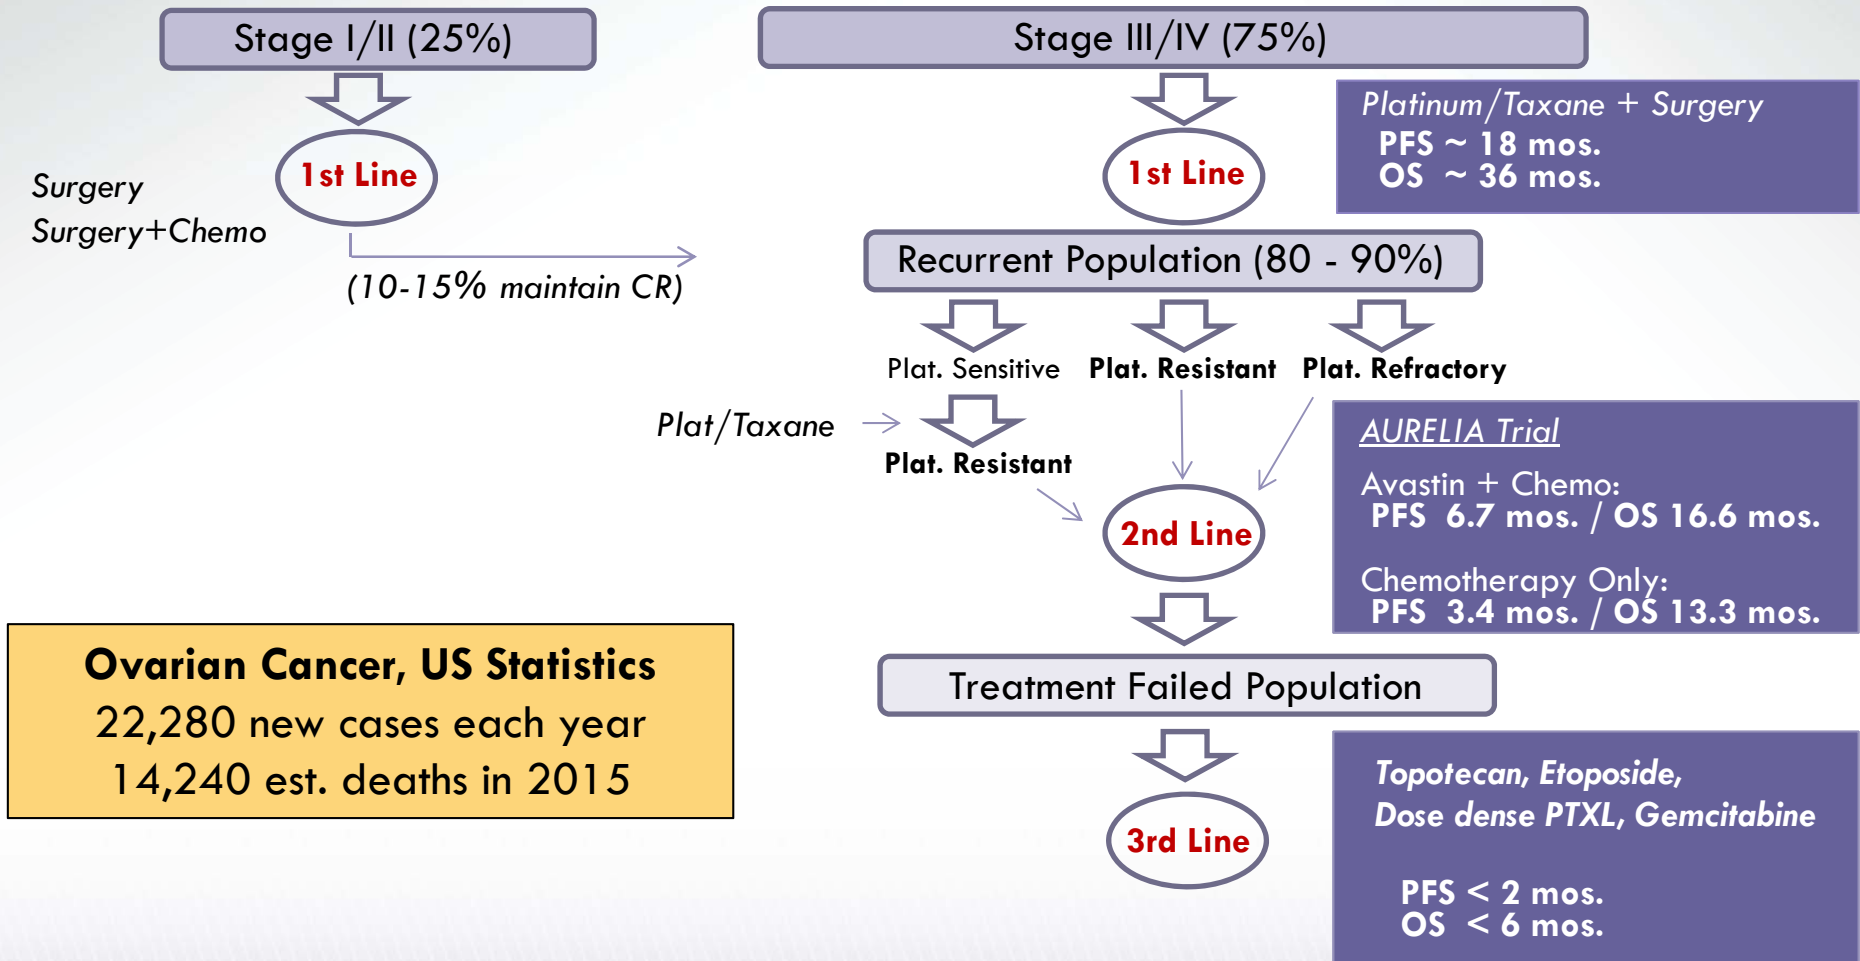 Stage I/II (25%)
Stage III/IV (75%)
1st Line
Surgery
Surgery+Chemo
(10-15% maintain CR)
1st Line
Platinum/Taxane + Surgery
PFS ~ 18 mos.
OS ~ 36 mos.
Recurrent Population (80 - 90%)
Plat. Sensitive
Plat. Resistant
Plat. Refractory
Plat/Taxane
Plat. Resistant
2nd Line
AURELIA Trial
Avastin + Chemo:
PFS 6.7 mos. / OS 16.6 mos.
Chemotherapy Only:
PFS 3.4 mos. / OS 13.3 mos.
Ovarian Cancer, US Statistics
22,280 new cases each year
14,240 est. deaths in 2015
Treatment Failed Population
3rd Line
Topotecan, Etoposide,
Dose dense PTXL, Gemcitabine
PFS < 2 mos.
OS < 6 mos.